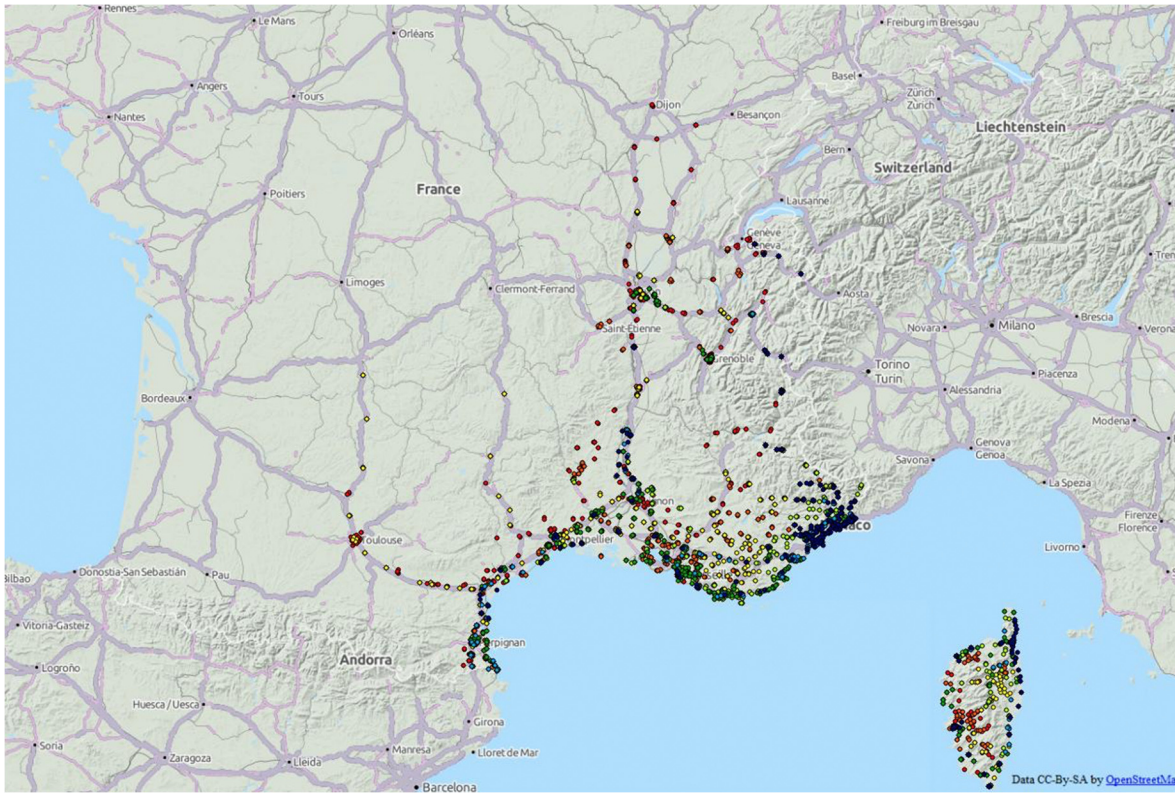 Rennes
Le Mans
Orléans
Freiburg im Breisgau
Angers
Tours
Dijon
Basel
Besançon
Zürich
Zürich
Nantes
Liechtenstein
Bern
Switzerland
France
Poitiers
Lausanne
Genève
Geneva
Limoges
Clermont-Ferrand
Aosta
Brescia
Saint-Étienne
Novara
Milano
Verona
Grenoble
Torino
Turin
Piacenza
Bordeaux
Alessandria
Modena
Genova
Genoa
Savona
La Spezia
Firenze
Florence
Toulouse
Livorno
Bilbao
Donostia-San Sebastián
Pau
Vitoria-Gasteiz
Andorra
Logroño
Huesca / Uesca
Girona
Soria
Manresa
Lloret de Mar
Zaragoza
Lleida
Barcelona
Data CC-By-SA by OpenStreetMa